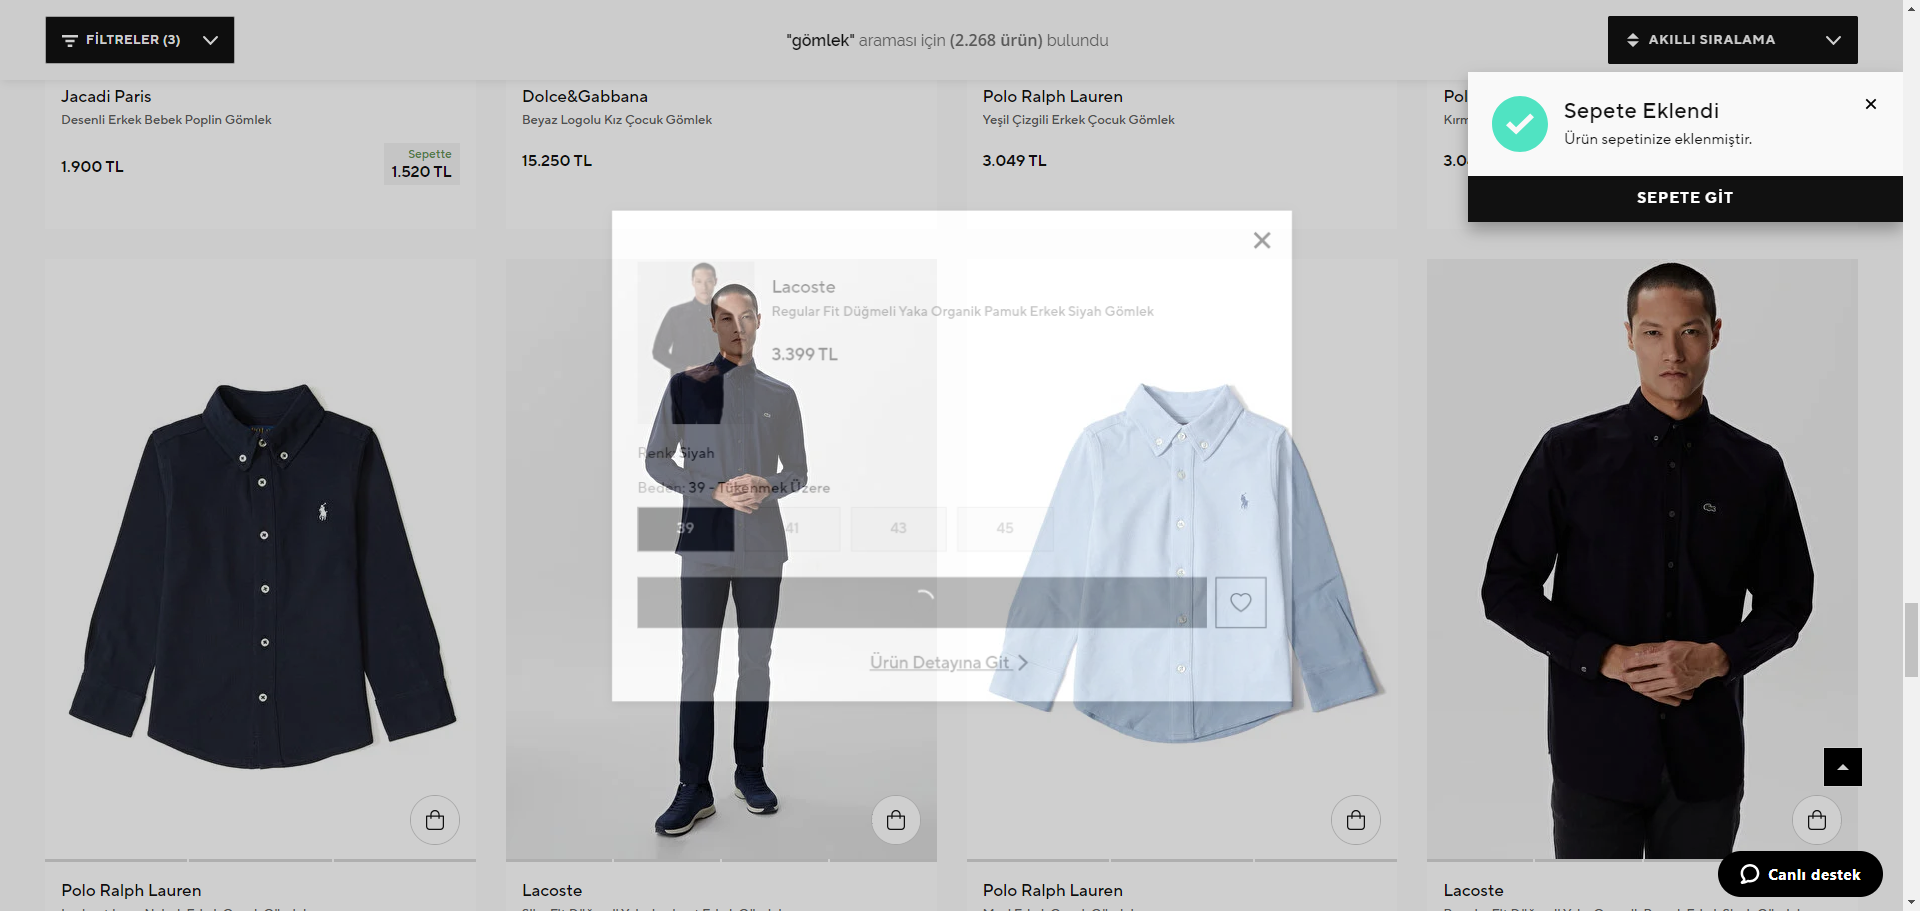 FİLTRELER (3)
"gömlek" araması için (2.268 ürün) bulundu
AKILLI SIRALAMA
Jacadi Paris
Desenli Erkek Bebek Poplin Gömlek
1.900 TL
Sepette
1.520 TL
Dolce&Gabbana
Beyaz Logolu Kız Çocuk Gömlek
15.250 TL
Polo Ralph Lauren
Yeşil Çizgili Erkek Çocuk Gömlek
3.049 TL
Sepete Eklendi
Ürün sepetinize eklenmiştir.
SEPETE GİT
Lacoste
Regular Fit Düğmeli Yaka Organik Pamuk Erkek Siyah Gömlek
3.399 TL
Renk: Siyah
Beden: 39 - Tükenmek Üzere
39
41
43
45
Ürün Detayına Git
Polo Ralph Lauren
Lacoste
Polo Ralph Lauren
Lacoste
Canlı destek